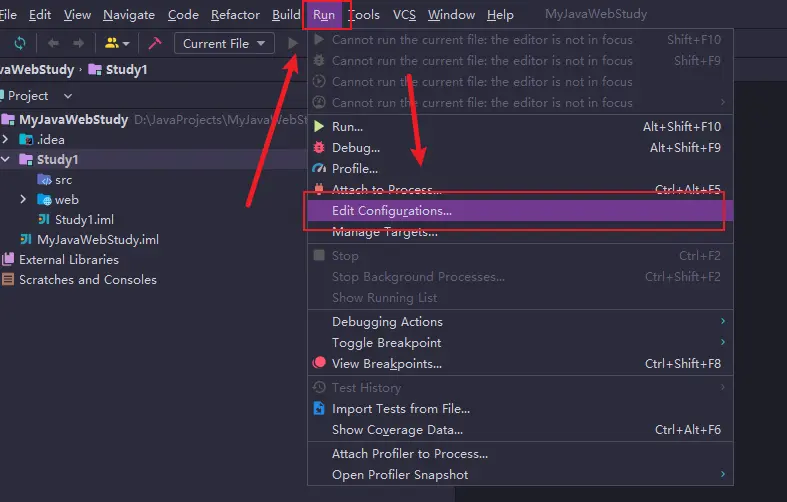 File Edit View Navigate Code Refactor Build Run Tools VCS Window Help MyJavaWebStudy
Current File
vaWebStudy Study1
Project
MyJavaWebStudy D:\JavaProjects\MyJavaWebSt
.idea
Study1
src
web
Study1.iml
MyJavaWebStudy.iml
External Libraries
Scratches and Consoles
Cannot run the current file: the editor is not in focus Shift+F10
Cannot run the current file: the editor is not in focus Shift+F9
Cannot run the current file: the editor is not in focus
Cannot run the current file: the editor is not in focus
Run... Alt+Shift+F10
Debug... Alt+Shift+F9
Profile...
Attach to Process... Ctrl+Alt+F5
Edit Configurations...
Manage Targets...
Stop Ctrl+F2
Stop Background Processes... Ctrl+Shift+F2
Show Running List
Debugging Actions
Toggle Breakpoint
View Breakpoints... Ctrl+Shift+F8
Test History
Import Tests from File...
Show Coverage Data... Ctrl+Alt+F6
Attach Profiler to Process...
Open Profiler Snapshot